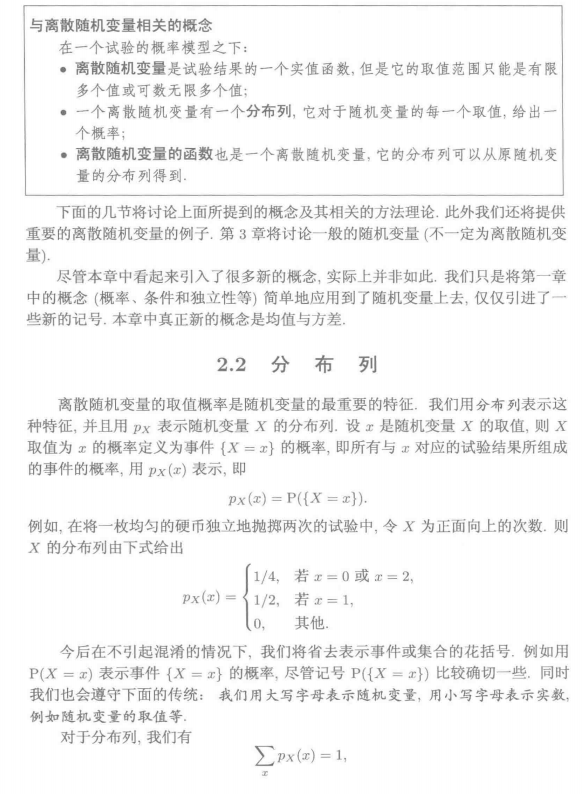 与离散随机变量相关的概念
在一个试验的概率模型之下:
• 离散随机变量是试验结果的一个实值函数, 但是它的取值范围只能是有限
多个值或可数无限多个值;
• 一个离散随机变量有一个分布列, 它对于随机变量的每一个取值, 给出一
个概率;
• 离散随机变量的函数也是一个离散随机变量, 它的分布列可以从原随机变
量的分布列得到.
下面的几节将讨论上面所提到的概念及其相关的方法理论. 此外我们还将提供
重要的离散随机变量的例子. 第 3 章将讨论一般的随机变量 (不一定为离散随机变
量).
尽管本章中看起来引入了很多新的概念, 实际上并非如此. 我们只是将第一章
中的概念 (概率、条件和独立性等) 简单地应用到了随机变量上去, 仅仅引进了一
些新的记号. 本章中真正新的概念是均值与方差.
2.2 分 布 列
离散随机变量的取值概率是随机变量的最重要的特征. 我们用分布列表示这
种特征, 并且用 pX 表示随机变量 X 的分布列. 设 x 是随机变量 X 的取值, 则 X
取值为 x 的概率定义为事件 {X = x} 的概率, 即所有与 x 对应的试验结果所组成
的事件的概率, 用 pX(x) 表示, 即
pX(x) = P({X = x}).
例如, 在将一枚均匀的硬币独立地抛掷两次的试验中, 令 X 为正面向上的次数. 则
X 的分布列由下式给出
1/4, 若 x = 0 或 x = 2,
pX(x) = { 1/2, 若 x = 1,
0, 其他.
今后在不引起混淆的情况下, 我们将省去表示事件或集合的花括号. 例如用
P(X = x) 表示事件 {X = x} 的概率, 尽管记号 P({X = x}) 比较确切一些. 同时
我们也会遵守下面的传统: 我们用大写字母表示随机变量, 用小写字母表示实数,
例如随机变量的取值等.
对于分布列, 我们有
∑x pX(x) = 1,